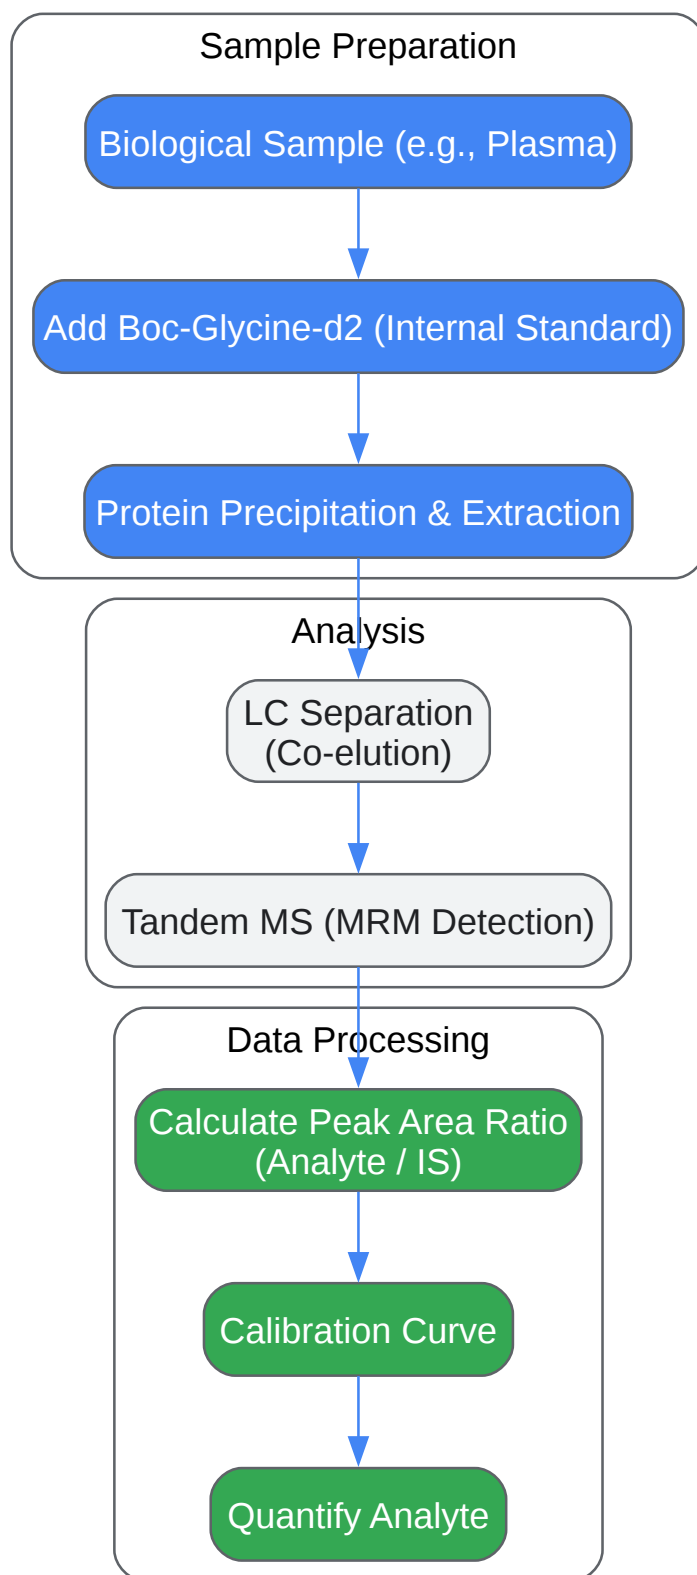 Sample Preparation
Biological Sample (e.g., Plasma)
Add Boc-Glycine-d2 (Internal Standard)
Protein Precipitation & Extraction
Analysis
LC Separation
(Co-elution)
Tandem MS (MRM Detection)
Data Processing
Calculate Peak Area Ratio
(Analyte / IS)
Calibration Curve
Quantify Analyte